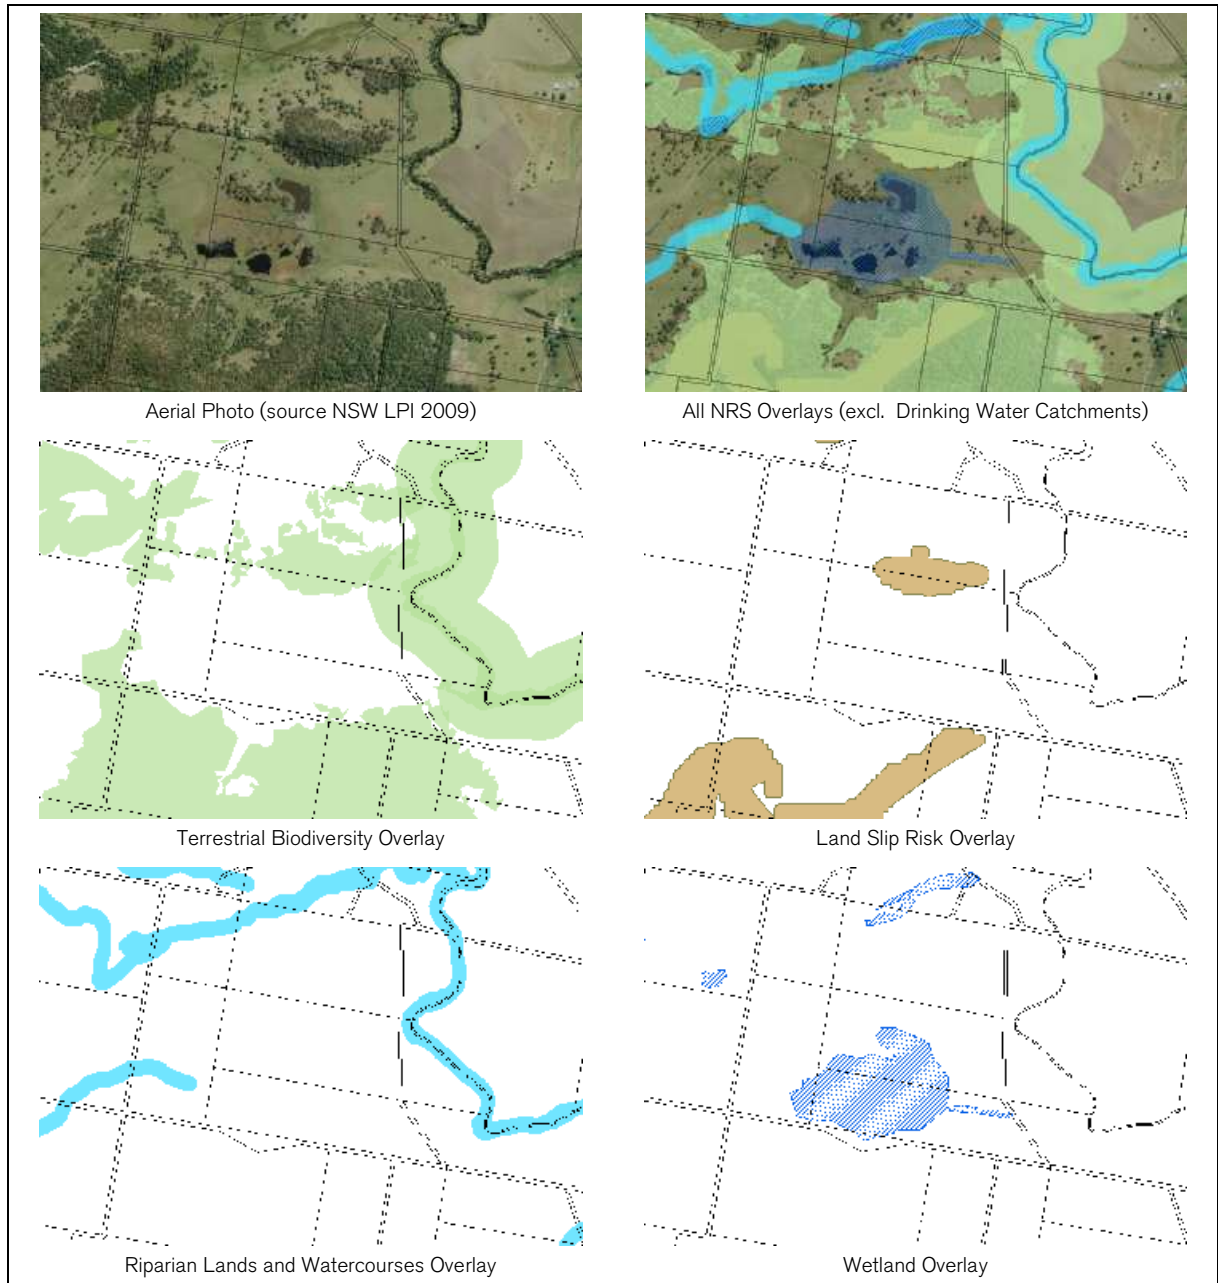 Aerial Photo (source NSW LPI 2009)
All NRS Overlays (excl. Drinking Water Catchments)
Terrestrial Biodiversity Overlay
Land Slip Risk Overlay
Riparian Lands and Watercourses Overlay
Wetland Overlay